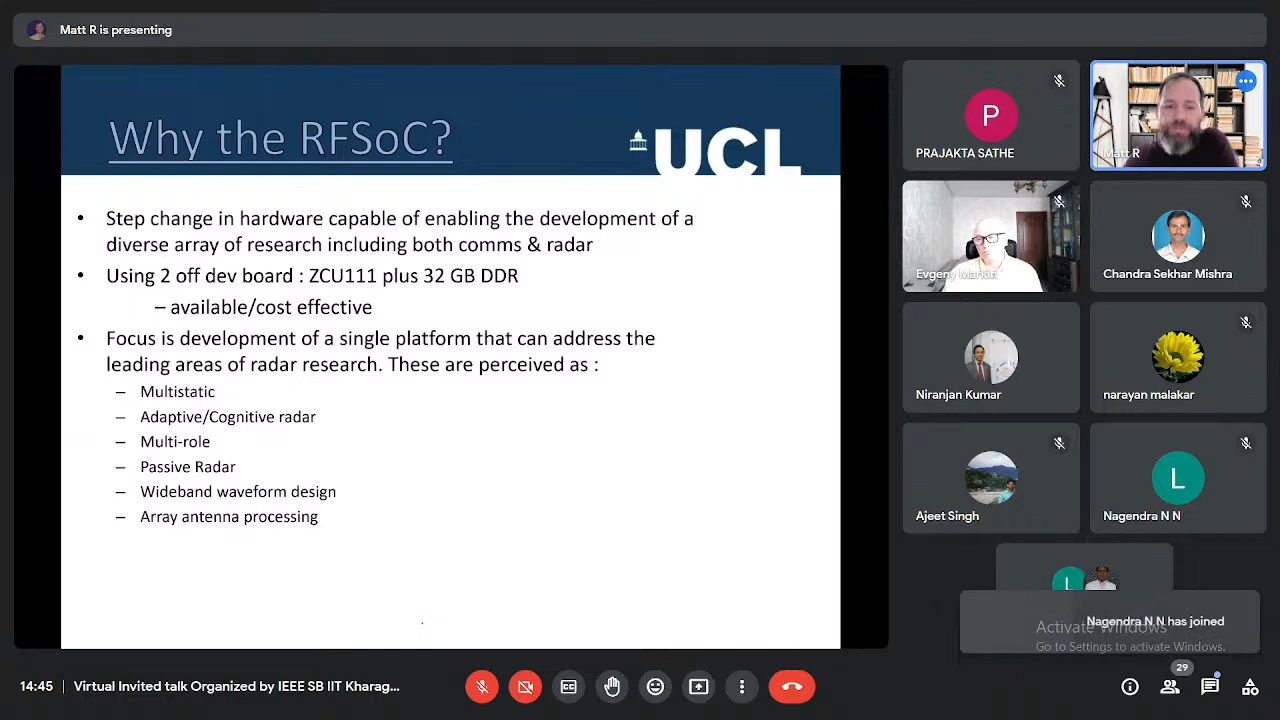 Matt R is presenting
Why the RFSoC?
UCL
• Step change in hardware capable of enabling the development of a
diverse array of research including both comms & radar
• Using 2 off dev board : ZCU111 plus 32 GB DDR
– available/cost effective
• Focus is development of a single platform that can address the
leading areas of radar research. These are perceived as :
– Multistatic
– Adaptive/Cognitive radar
– Multi-role
– Passive Radar
– Wideband waveform design
– Array antenna processing
P
PRAJAKTA SATHE
Matt R
Evgeny Markin
Chandra Sekhar Mishra
Niranjan Kumar
narayan malakar
Ajeet Singh
L
Nagendra N N
L
Nagendra N N has joined
Activate Windows
Go to Settings to activate Windows.
14:45 | Virtual Invited talk Organized by IEEE SB IIT Kharag...
29